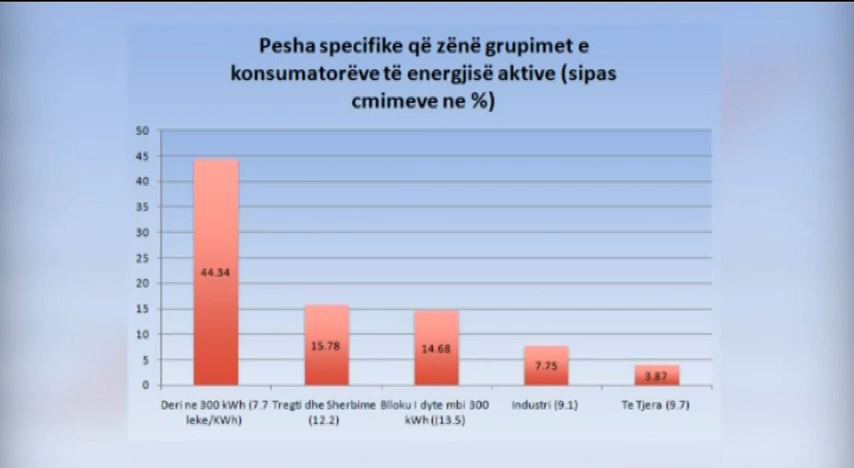 Pesha specifike që zënë grupimet e
konsumatorëve të energjisë aktive (sipas
cmimeve ne %)
50
45
40
35
30
25
20
15
10
5
0
44.34
15.78
14.68
7.75
3.87
Deri ne 300 kWh (7.7
leke/KWh)
Tregti dhe Sherbime
(12.2)
Blloku I dyte mbi 300
kWh ((13.5)
Industri (9.1)
Te Tjera (9.7)